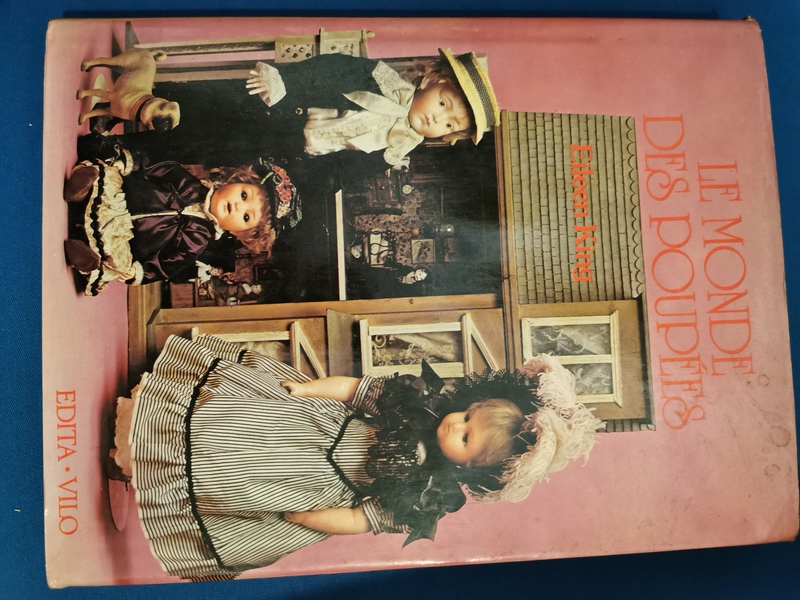 LE MONDE
DES POUPÉES
Eileen King
EDITA · VILO